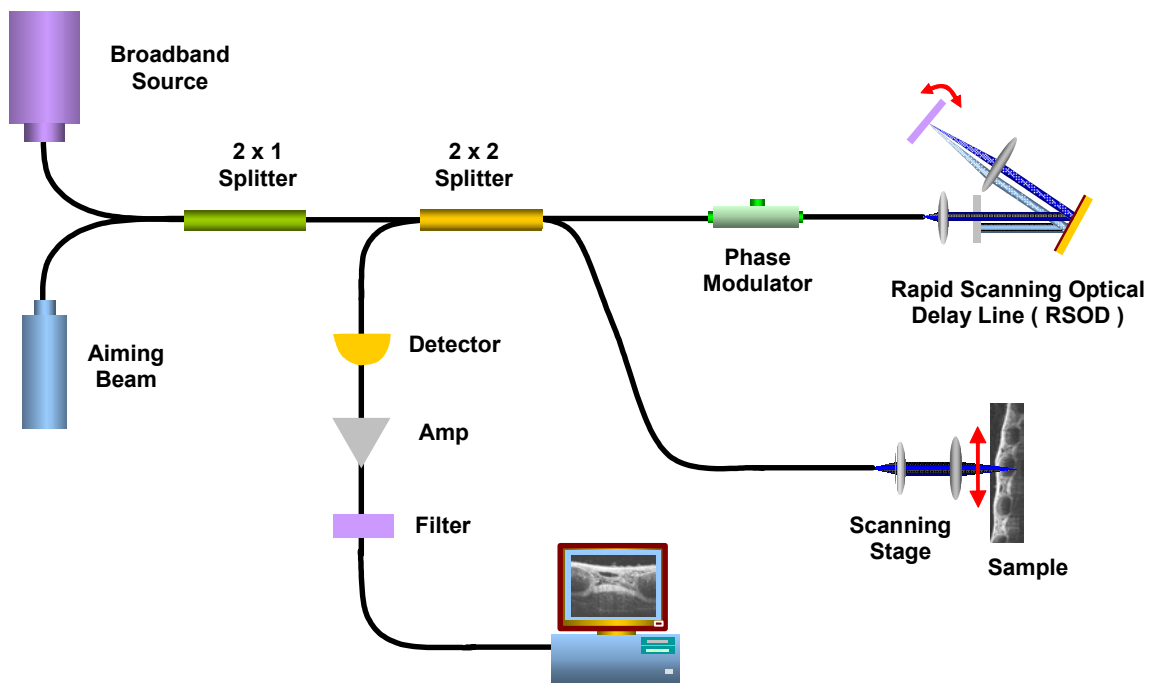 Broadband
Source
2 x 1
Splitter
2 x 2
Splitter
Phase
Modulator
Rapid Scanning Optical
Delay Line ( RSOD )
Aiming
Beam
Detector
Amp
Filter
Scanning
Stage
Sample